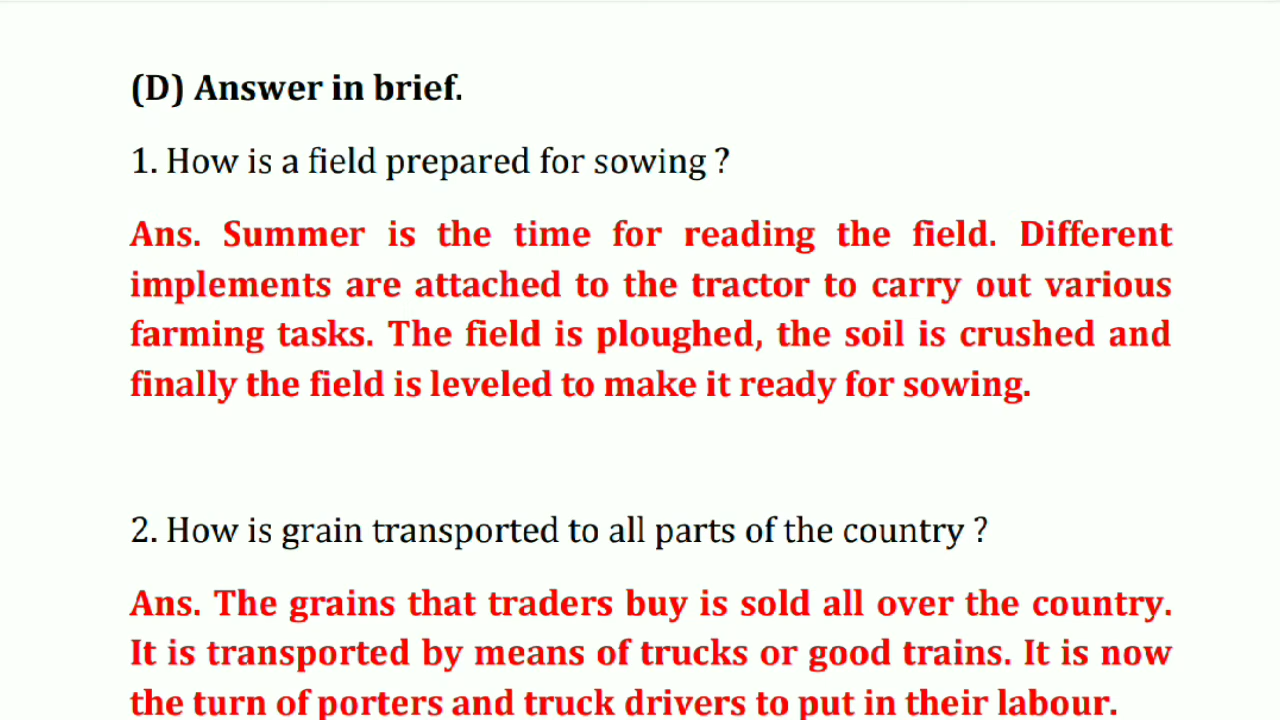 (D) Answer in brief.
1. How is a field prepared for sowing ?
Ans. Summer is the time for reading the field. Different
implements are attached to the tractor to carry out various
farming tasks. The field is ploughed, the soil is crushed and
finally the field is leveled to make it ready for sowing.
2. How is grain transported to all parts of the country ?
Ans. The grains that traders buy is sold all over the country.
It is transported by means of trucks or good trains. It is now
the turn of porters and truck drivers to put in their labour.